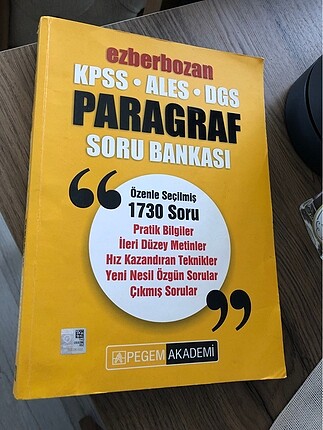 ezberbozan
KPSS • ALES • DGS
PARAGRAF
SORU BANKASI
“
Özenle Seçilmiş
1730 Soru
Pratik Bilgiler
İleri Düzey Metinler
Hız Kazandıran Teknikler
Yeni Nesil Özgün Sorular
Çıkmış Sorular
”
PEGEM AKADEMİ